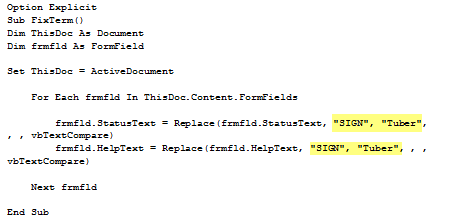 Option Explicit
Sub FixTerm()
Dim ThisDoc As Document
Dim frmfld As FormField
Set ThisDoc = ActiveDocument
For Each frmfld In ThisDoc.Content.FormFields
frmfld.StatusText = Replace(frmfld.StatusText, "SIGN", "Tuber",
, , vbTextCompare)
frmfld.HelpText = Replace(frmfld.HelpText, "SIGN", "Tuber", , ,
vbTextCompare)
Next frmfld
End Sub